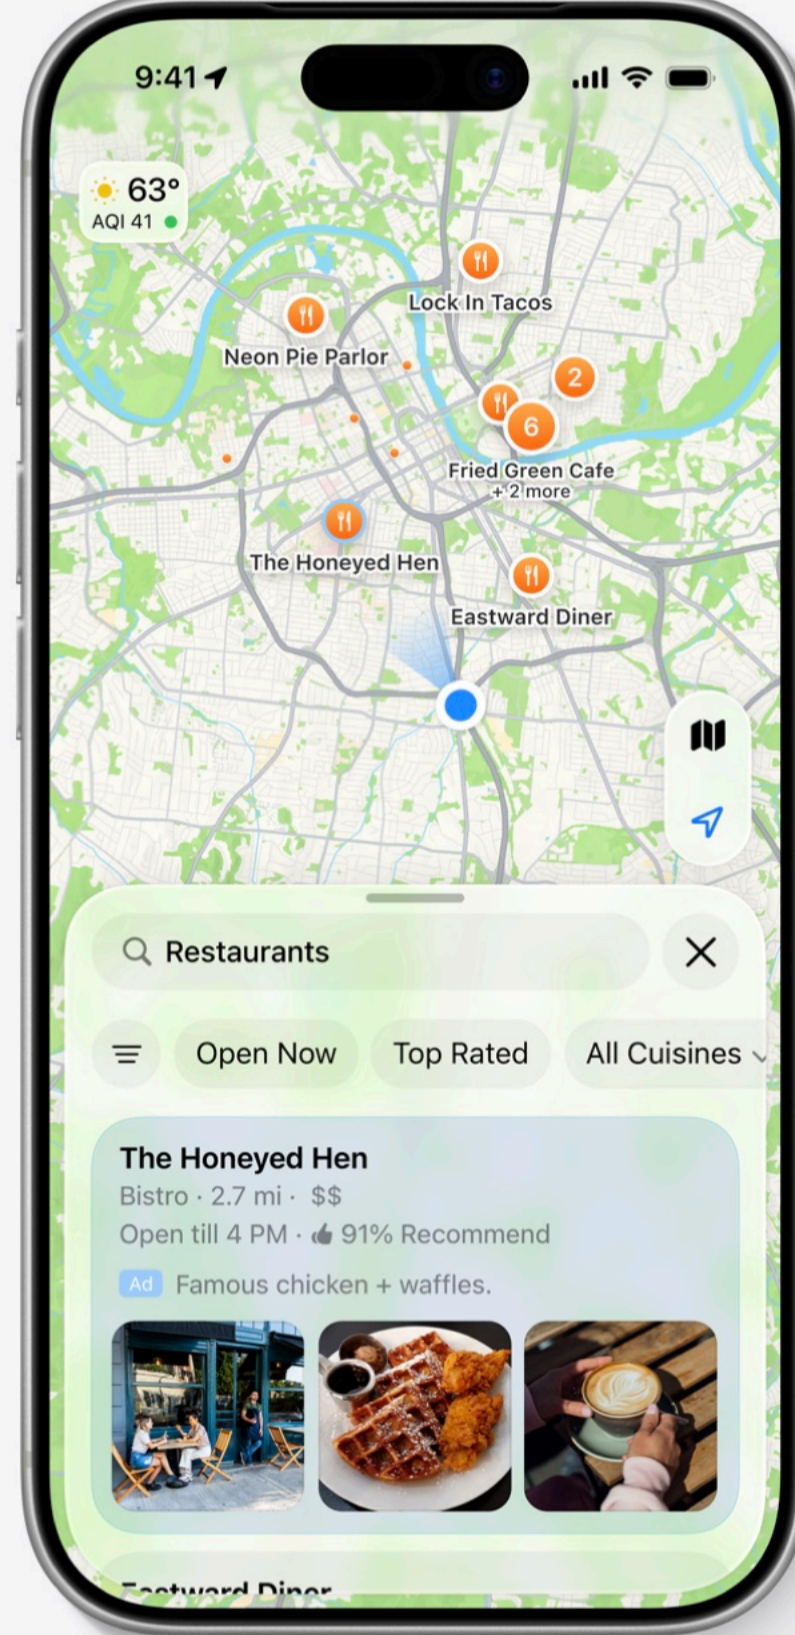 9:41
63°
AQI 41
Lock In Tacos
Neon Pie Parlor
2
6
Fried Green Cafe
+ 2 more
The Honeyed Hen
Eastward Diner
Restaurants
Open Now
Top Rated
All Cuisines
The Honeyed Hen
Bistro · 2.7 mi · $$
Open till 4 PM · 91% Recommend
Ad Famous chicken + waffles.
Eastward Diner